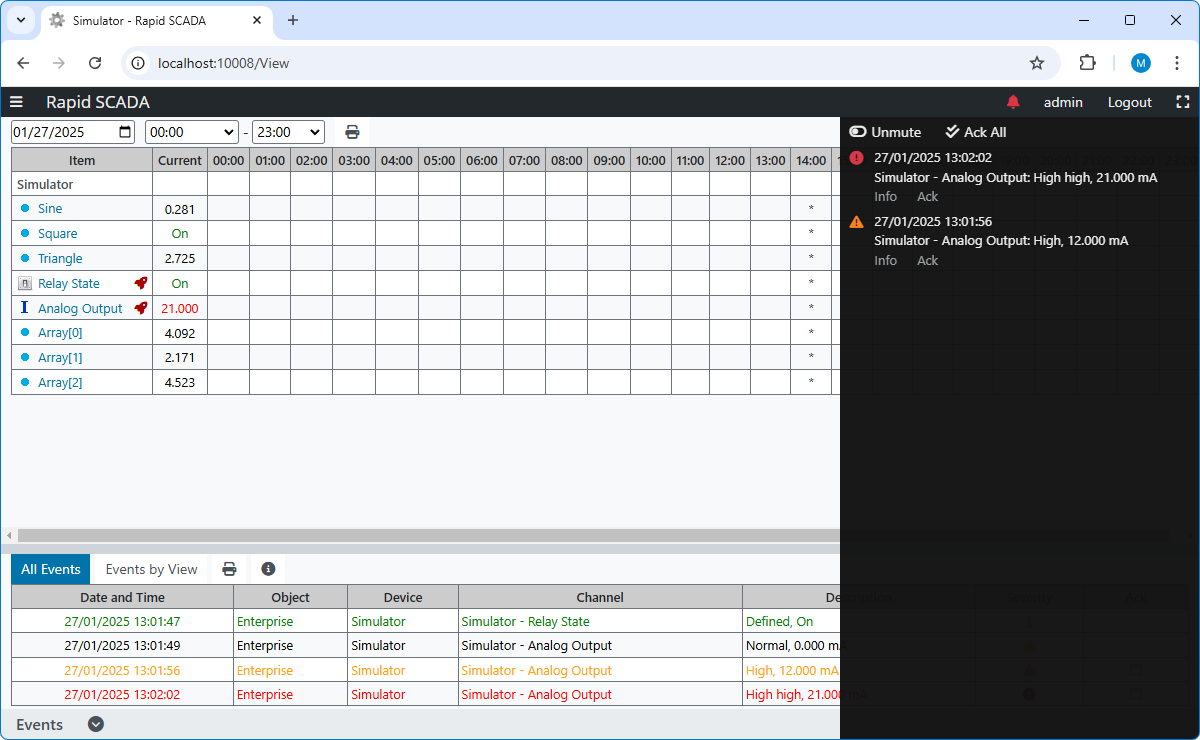 Simulator - Rapid SCADA
localhost:10008/View
M
Rapid SCADA
admin Logout
01/27/2025 00:00 - 23:00
Unmute Ack All
Item Current 00:00 01:00 02:00 03:00 04:00 05:00 06:00 07:00 08:00 09:00 10:00 11:00 12:00 13:00 14:00
27/01/2025 13:02:02
Simulator - Analog Output: High high, 21.000 mA
Info Ack
27/01/2025 13:01:56
Simulator - Analog Output: High, 12.000 mA
Info Ack
Simulator
Sine 0.281 *
Square On *
Triangle 2.725 *
Relay State On *
Analog Output 21.000 *
Array[0] 4.092 *
Array[1] 2.171 *
Array[2] 4.523 *
All Events Events by View
Date and Time Object Device Channel Description Severity Ack
27/01/2025 13:01:47 Enterprise Simulator Simulator - Relay State Defined, On
27/01/2025 13:01:49 Enterprise Simulator Simulator - Analog Output Normal, 0.000 mA
27/01/2025 13:01:56 Enterprise Simulator Simulator - Analog Output High, 12.000 mA
27/01/2025 13:02:02 Enterprise Simulator Simulator - Analog Output High high, 21.000 mA
Events